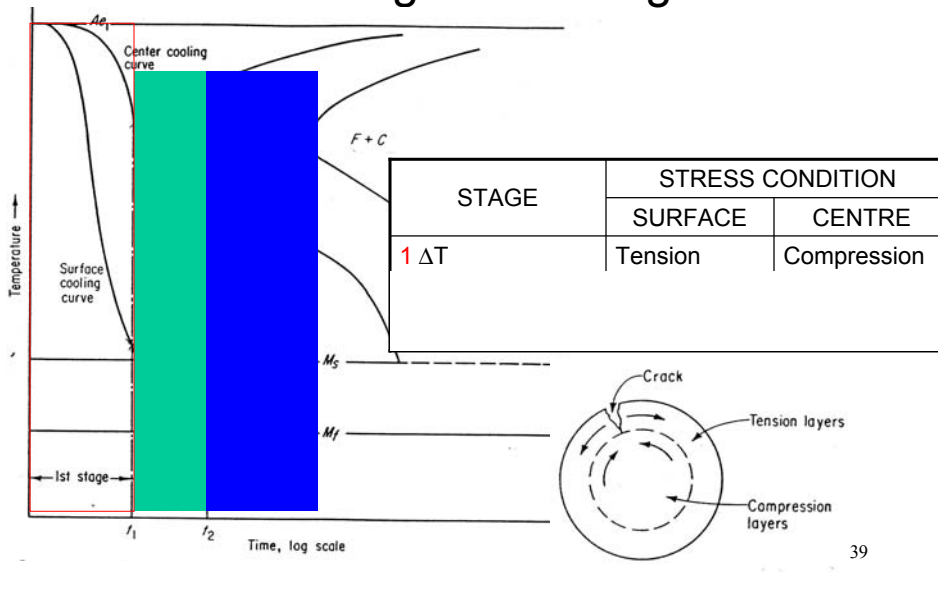 Ae₁
Center cooling
curve
F + C
Temperature
Surface
cooling
curve
Ms
Mf
1st stage
t₁
t₂
Time, log scale
STAGE
STRESS CONDITION
SURFACE
CENTRE
1 ΔT
Tension
Compression
Crack
Tension layers
Compression
layers
39